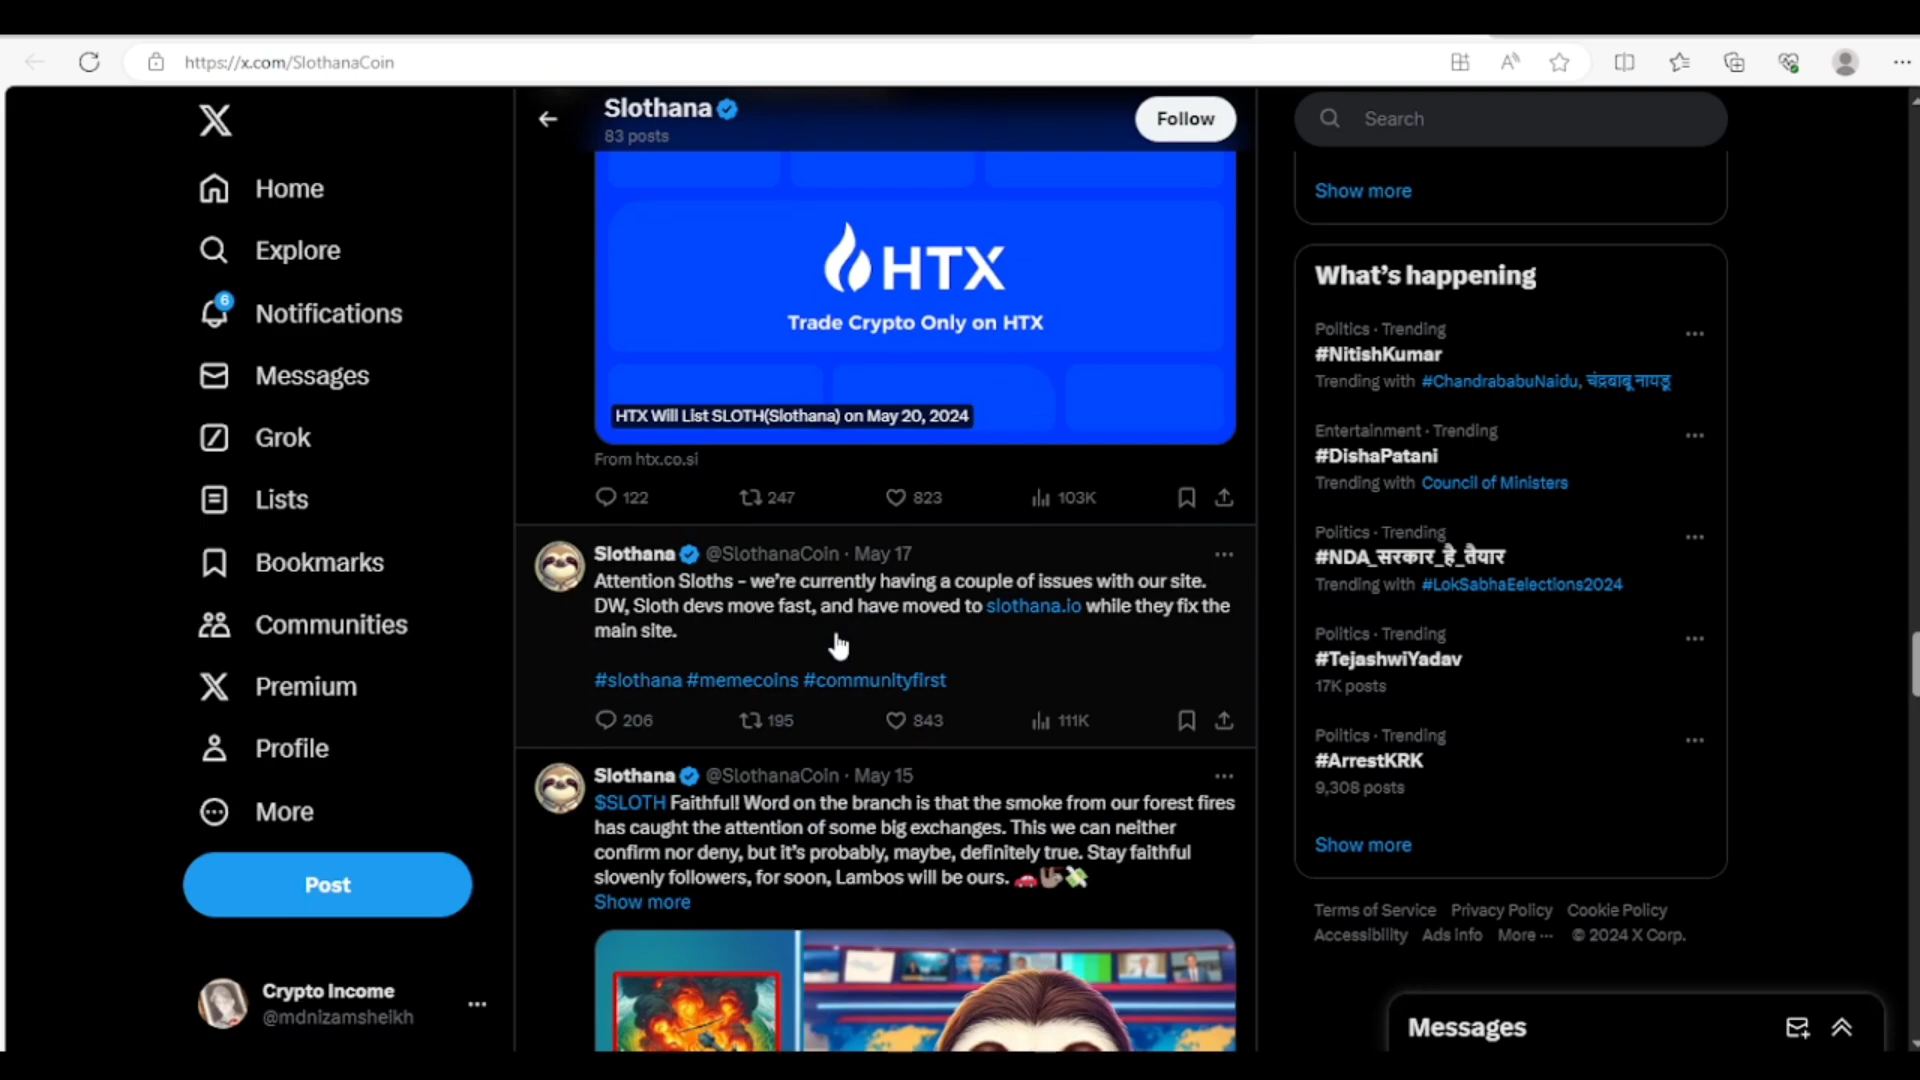 https://x.com/SlothanaCoin
Slothana
83 posts
Follow
Search
Home
Explore
6
Notifications
Messages
Grok
Lists
Bookmarks
Communities
Premium
Profile
More
Post
Crypto Income
@mdnizamsheikh
HTX
Trade Crypto Only on HTX
HTX Will List SLOTH(Slothana) on May 20, 2024
From htx.co.si
122 247 823 103K
Slothana @SlothanaCoin · May 17
Attention Sloths – we're currently having a couple of issues with our site.
DW, Sloth devs move fast, and have moved to slothana.io while they fix the
main site.
#slothana #memecoins #communityfirst
206 195 843 111K
Slothana @SlothanaCoin · May 15
$SLOTH Faithful! Word on the branch is that the smoke from our forest fires
has caught the attention of some big exchanges. This we can neither
confirm nor deny, but it's probably, maybe, definitely true. Stay faithful
slovenly followers, for soon, Lambos will be ours. 🚗🦥💸
Show more
Show more
What's happening
Politics · Trending
#NitishKumar
Trending with #ChandrababuNaidu, चंद्रबाबू नायडू
Entertainment · Trending
#DishaPatani
Trending with Council of Ministers
Politics · Trending
#NDA_सरकार_है_तैयार
Trending with #LokSabhaEelections2024
Politics · Trending
#TejashwiYadav
17K posts
Politics · Trending
#ArrestKRK
9,308 posts
Show more
Terms of Service Privacy Policy Cookie Policy
Accessibility Ads info More ··· © 2024 X Corp.
Messages